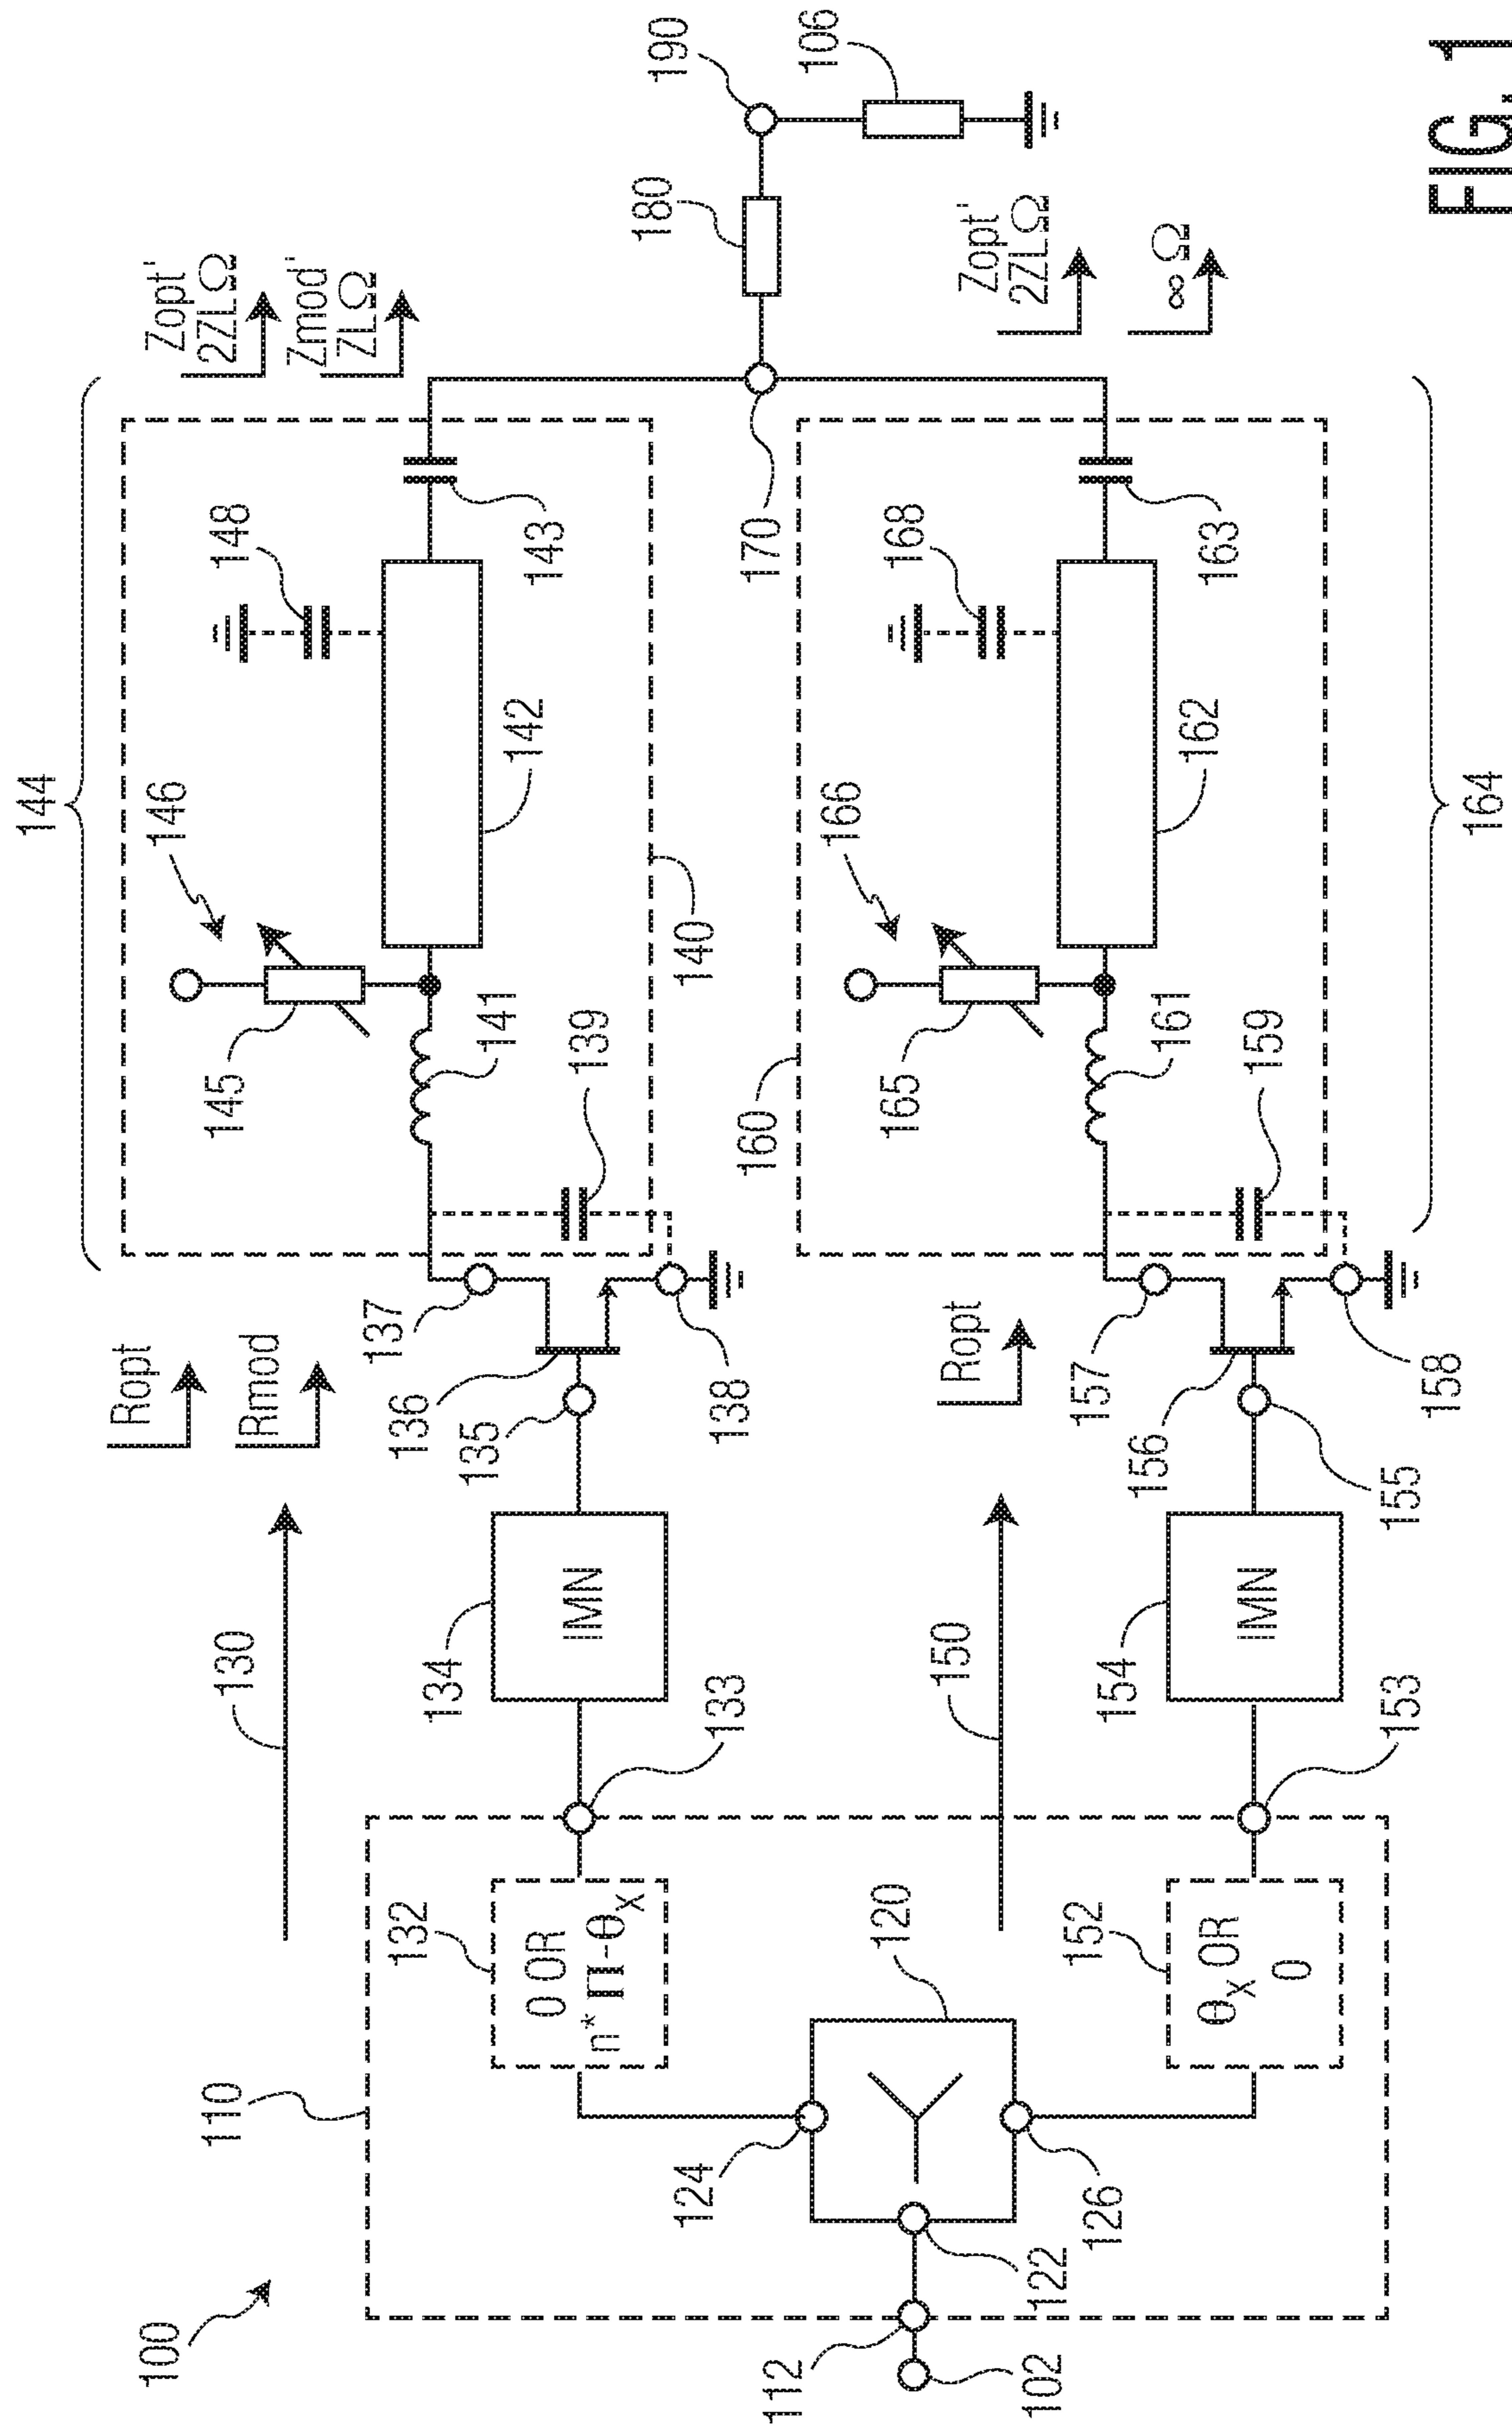 144
Zopt'
2ZLΩ
Zmod'
ZLΩ
146
148
145
142
143
141
139
140
Ropt
Rmod
137
136
135
138
130
134
IMN
133
132
0 OR
n*π-θx
110
100
124
120
122
126
112
102
150
152
θx OR
0
153
154
IMN
155
156
157
158
Ropt
160
165
166
161
159
162
168
163
164
170
180
190
106
Zopt'
2ZLΩ
∞Ω
FIG. 1